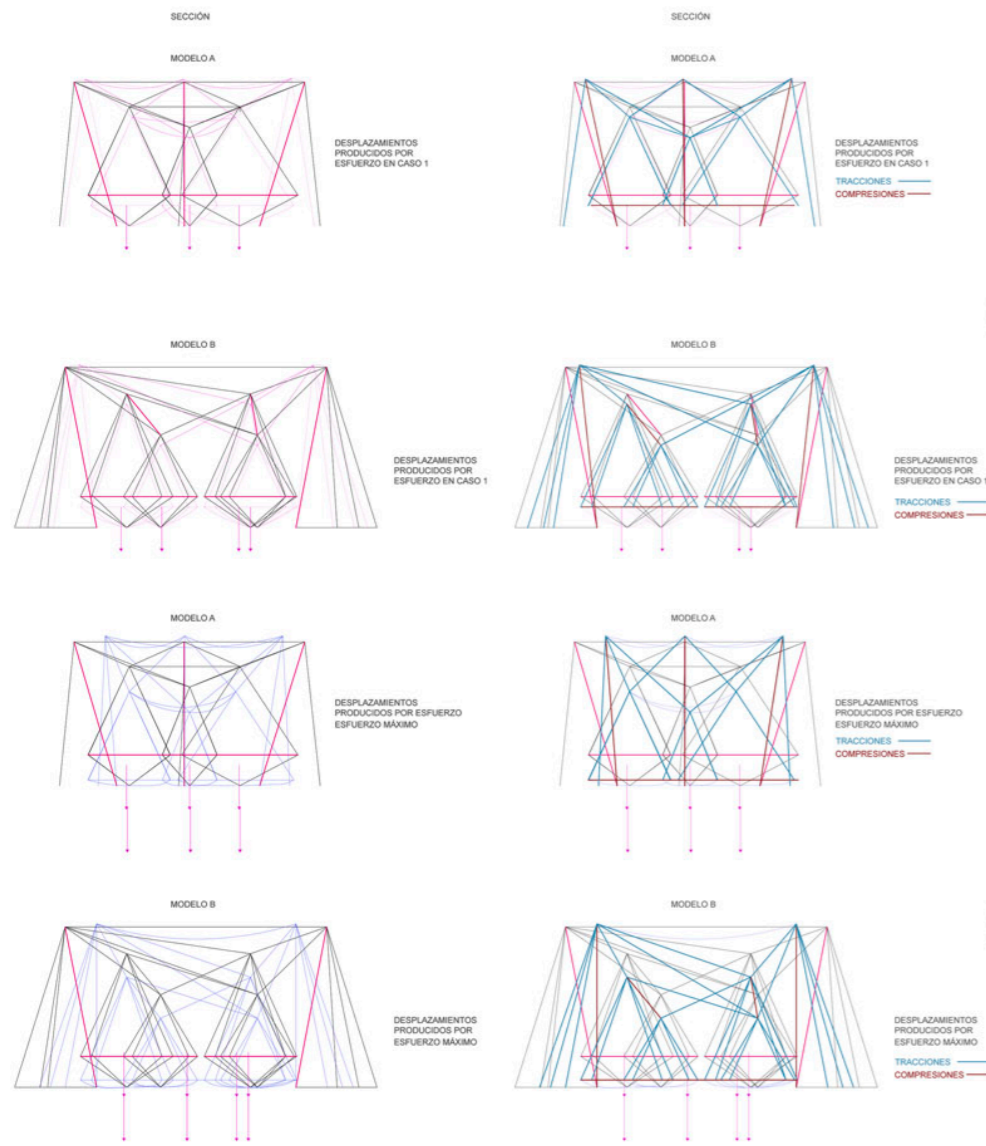 SECCIÓN
SECCIÓN
MODELO A
MODELO A
DESPLAZAMIENTOS
PRODUCIDOS POR
ESFUERZO EN CASO 1
DESPLAZAMIENTOS
PRODUCIDOS POR
ESFUERZO EN CASO 1
TRACCIONES
COMPRESIONES
MODELO B
MODELO B
DESPLAZAMIENTOS
PRODUCIDOS POR
ESFUERZO EN CASO 1
DESPLAZAMIENTOS
PRODUCIDOS POR
ESFUERZO EN CASO 1
TRACCIONES
COMPRESIONES
MODELO A
MODELO A
DESPLAZAMIENTOS
PRODUCIDOS POR ESFUERZO
ESFUERZO MÁXIMO
DESPLAZAMIENTOS
PRODUCIDOS POR ESFUERZO
ESFUERZO MÁXIMO
TRACCIONES
COMPRESIONES
MODELO B
MODELO B
DESPLAZAMIENTOS
PRODUCIDOS POR
ESFUERZO MÁXIMO
DESPLAZAMIENTOS
PRODUCIDOS POR
ESFUERZO MÁXIMO
TRACCIONES
COMPRESIONES